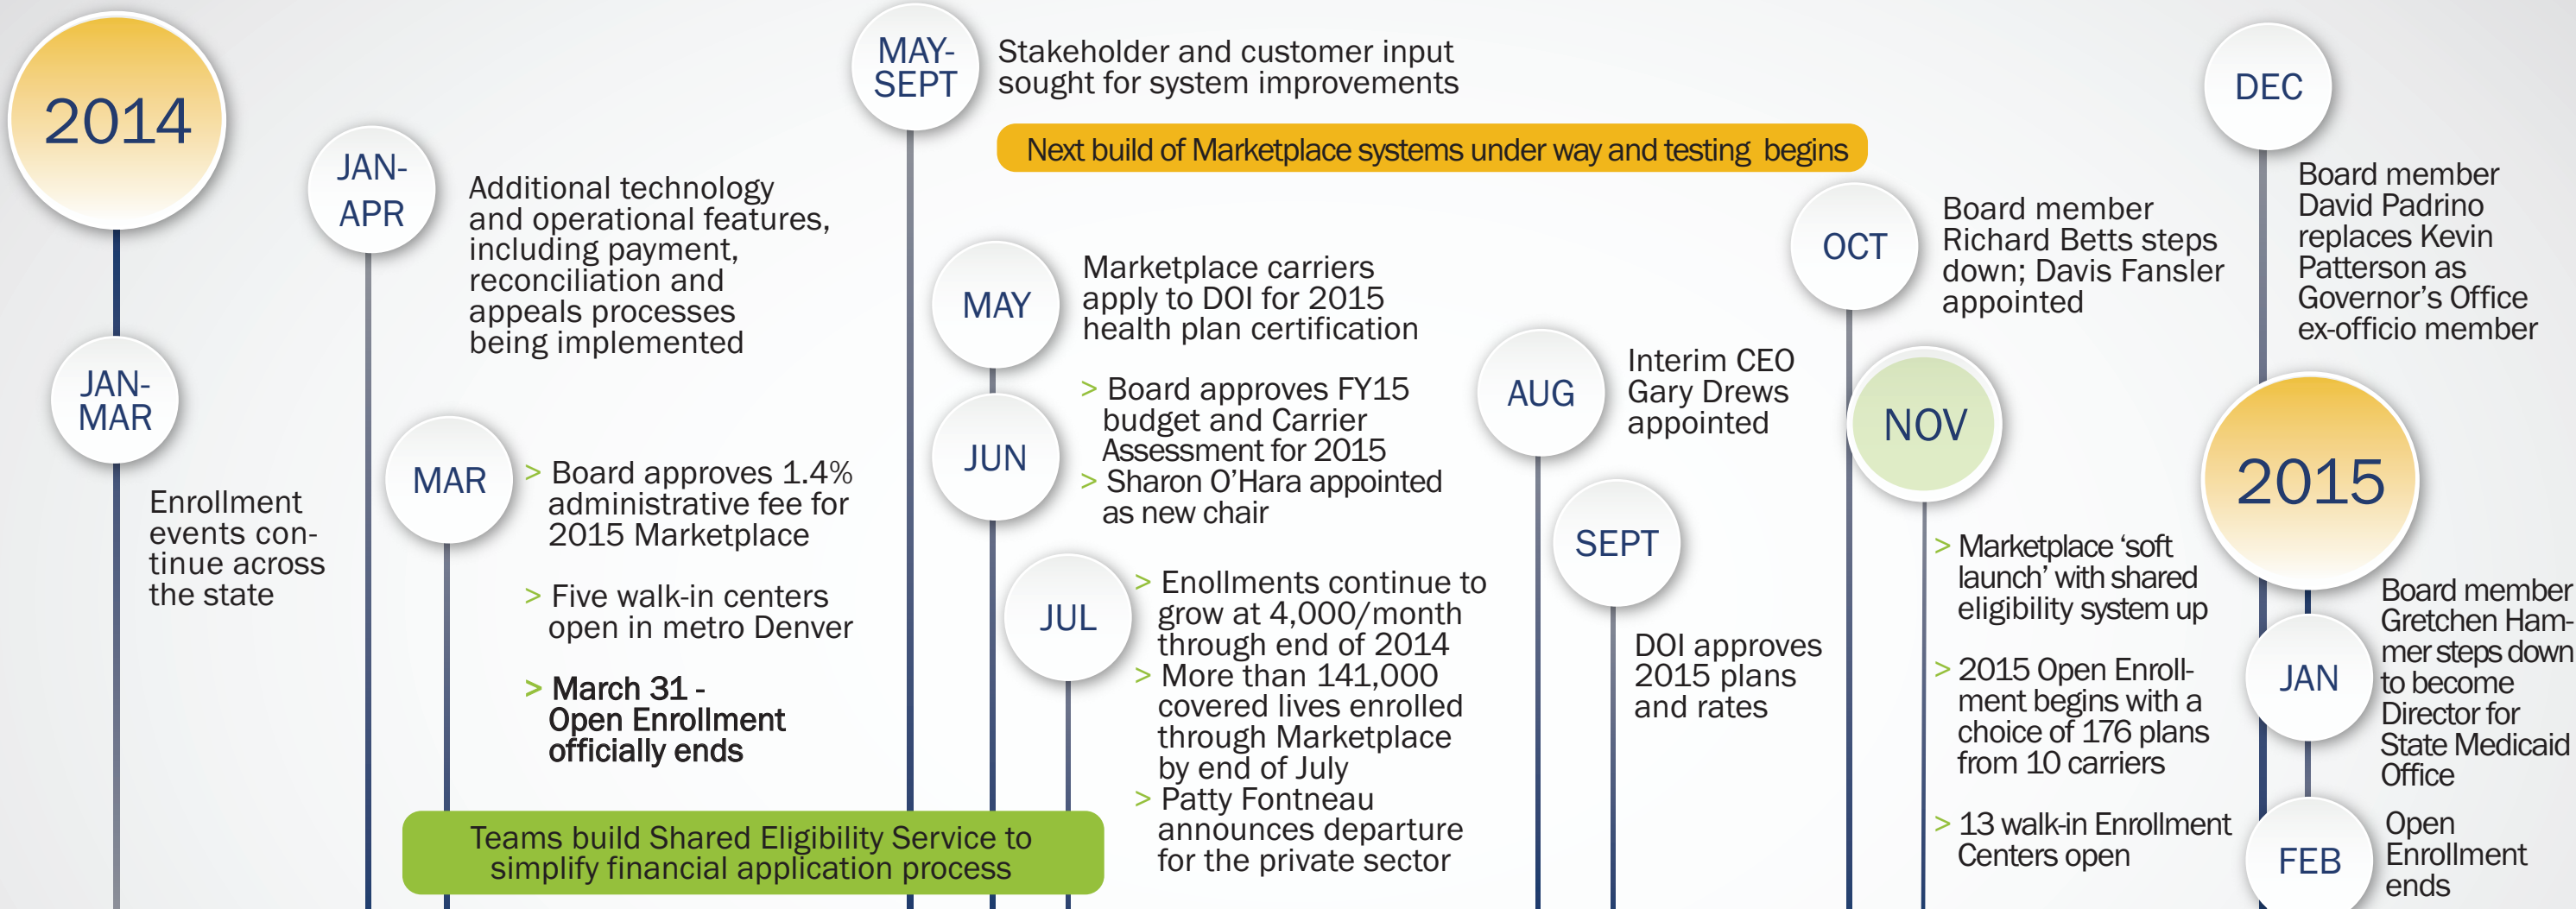 2014
JAN-
MAR
Enrollment
events con-
tinue across
the state
JAN-
APR
Additional technology
and operational features,
including payment,
reconciliation and
appeals processes
being implemented
MAR
> Board approves 1.4%
administrative fee for
2015 Marketplace
> Five walk-in centers
open in metro Denver
> March 31 -
Open Enrollment
officially ends
Teams build Shared Eligibility Service to
simplify financial application process
MAY-
SEPT
Stakeholder and customer input
sought for system improvements
Next build of Marketplace systems under way and testing begins
MAY
Marketplace carriers
apply to DOI for 2015
health plan certification
JUN
> Board approves FY15
budget and Carrier
Assessment for 2015
> Sharon O'Hara appointed
as new chair
JUL
> Enollments continue to
grow at 4,000/month
through end of 2014
> More than 141,000
covered lives enrolled
through Marketplace
by end of July
> Patty Fontneau
announces departure
for the private sector
AUG
Interim CEO
Gary Drews
appointed
SEPT
DOI approves
2015 plans
and rates
OCT
Board member
Richard Betts steps
down; Davis Fansler
appointed
NOV
> Marketplace ‘soft
launch’ with shared
eligibility system up
> 2015 Open Enroll-
ment begins with a
choice of 176 plans
from 10 carriers
> 13 walk-in Enrollment
Centers open
DEC
Board member
David Padrino
replaces Kevin
Patterson as
Governor’s Office
ex-officio member
2015
JAN
Board member
Gretchen Ham-
mer steps down
to become
Director for
State Medicaid
Office
FEB
Open
Enrollment
ends